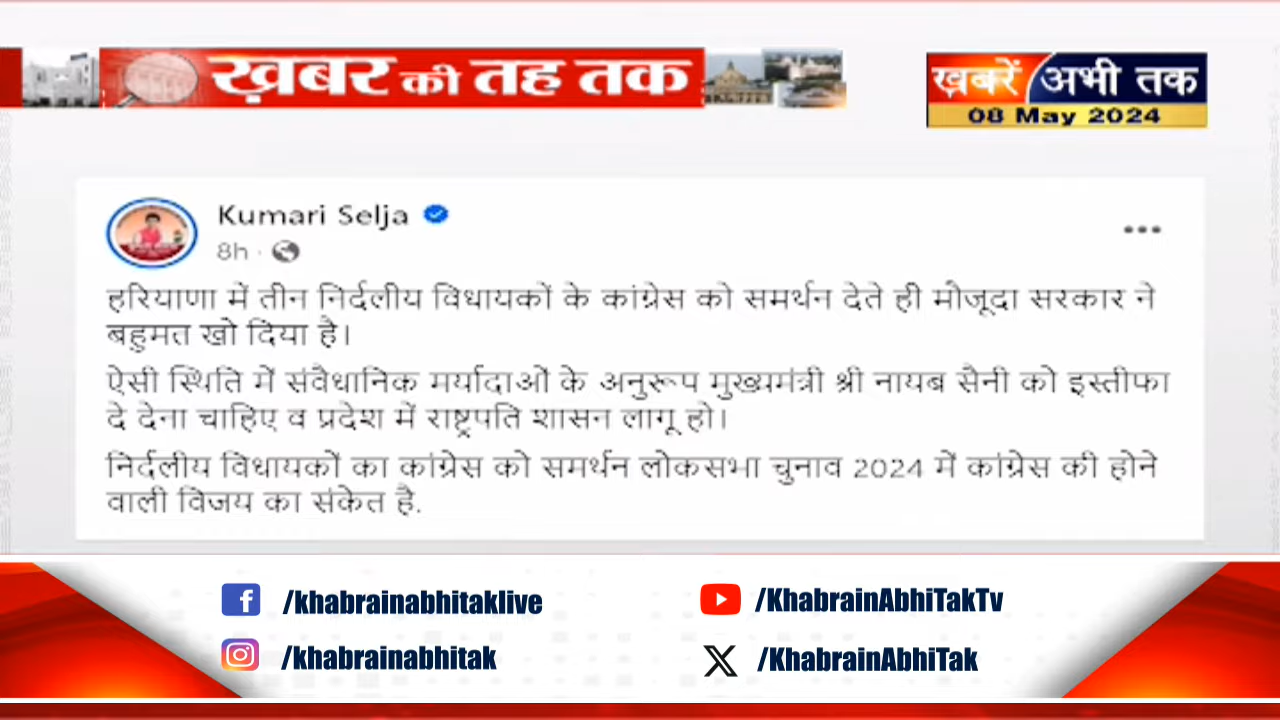 ख़बर की तह तक
ख़बरें अभी तक
08 May 2024
Kumari Selja
8h ·
हरियाणा में तीन निर्दलीय विधायकों के कांग्रेस को समर्थन देते ही मौजूदा सरकार ने
बहुमत खो दिया है।
ऐसी स्थिति में संवैधानिक मर्यादाओं के अनुरूप मुख्यमंत्री श्री नायब सैनी को इस्तीफा
दे देना चाहिए व प्रदेश में राष्ट्रपति शासन लागू हो।
निर्दलीय विधायकों का कांग्रेस को समर्थन लोकसभा चुनाव 2024 में कांग्रेस की होने
वाली विजय का संकेत है.
/khabrainabhitaklive
/KhabrainAbhiTakTv
/khabrainabhitak
/KhabrainAbhiTak